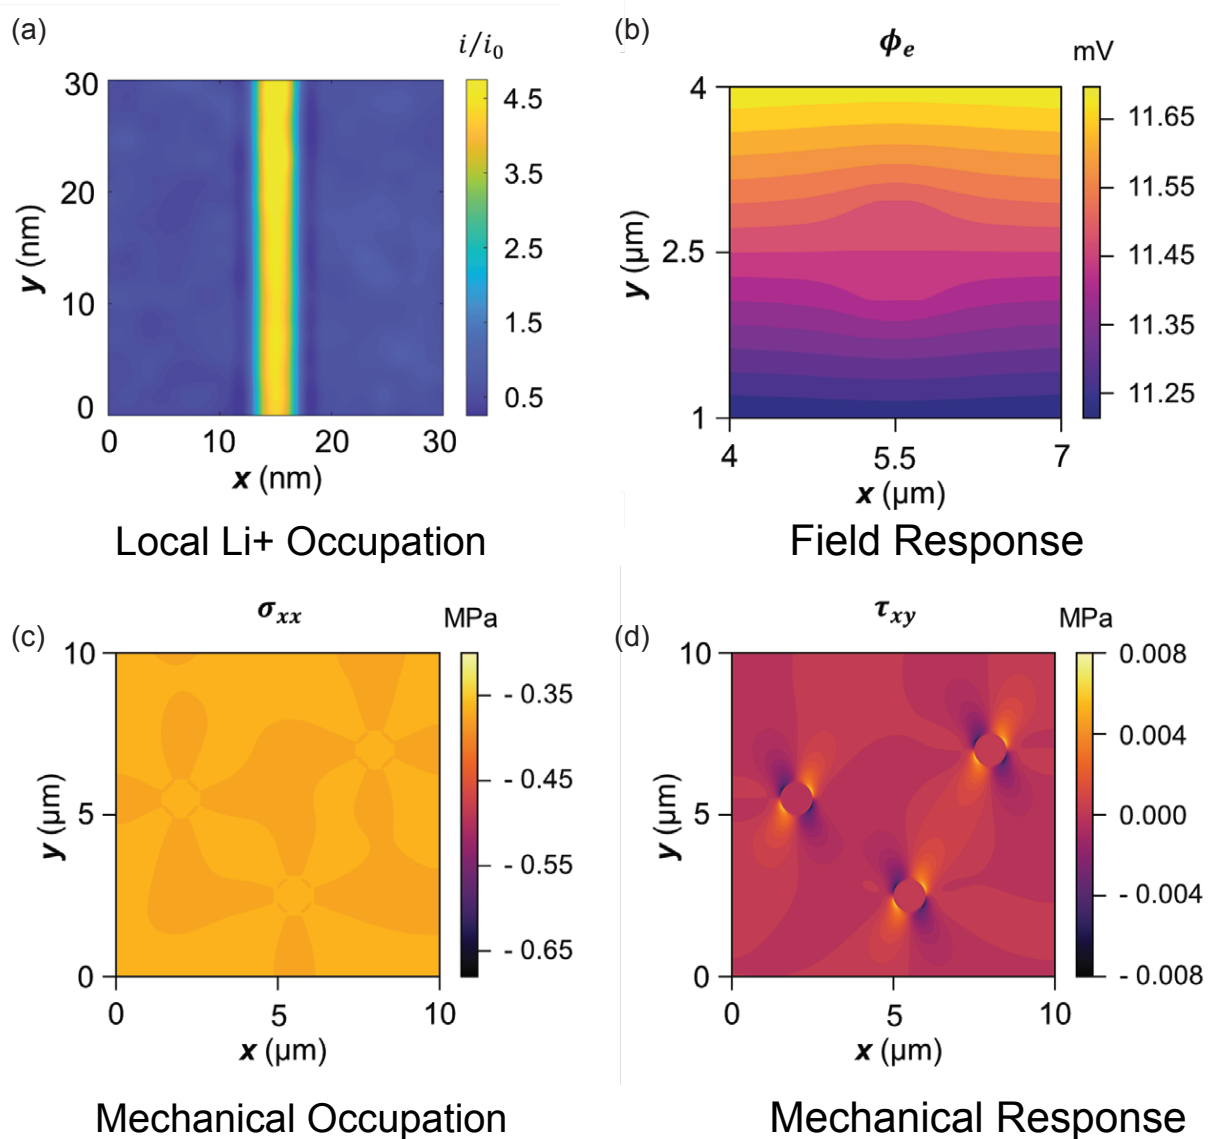 (a)
i/i₀
30
20
10
0
y (nm)
0 10 20 30
x (nm)
4.5
3.5
2.5
1.5
0.5
Local Li+ Occupation
(b)
ϕₑ
mV
4
2.5
1
y (μm)
4 5.5 7
x (μm)
11.65
11.55
11.45
11.35
11.25
Field Response
(c)
σₓₓ
MPa
10
5
0
y (μm)
0 5 10
x (μm)
- 0.35
- 0.45
- 0.55
- 0.65
Mechanical Occupation
(d)
τxy
MPa
10
5
0
y (μm)
0 5 10
x (μm)
0.008
0.004
0.000
- 0.004
- 0.008
Mechanical Response